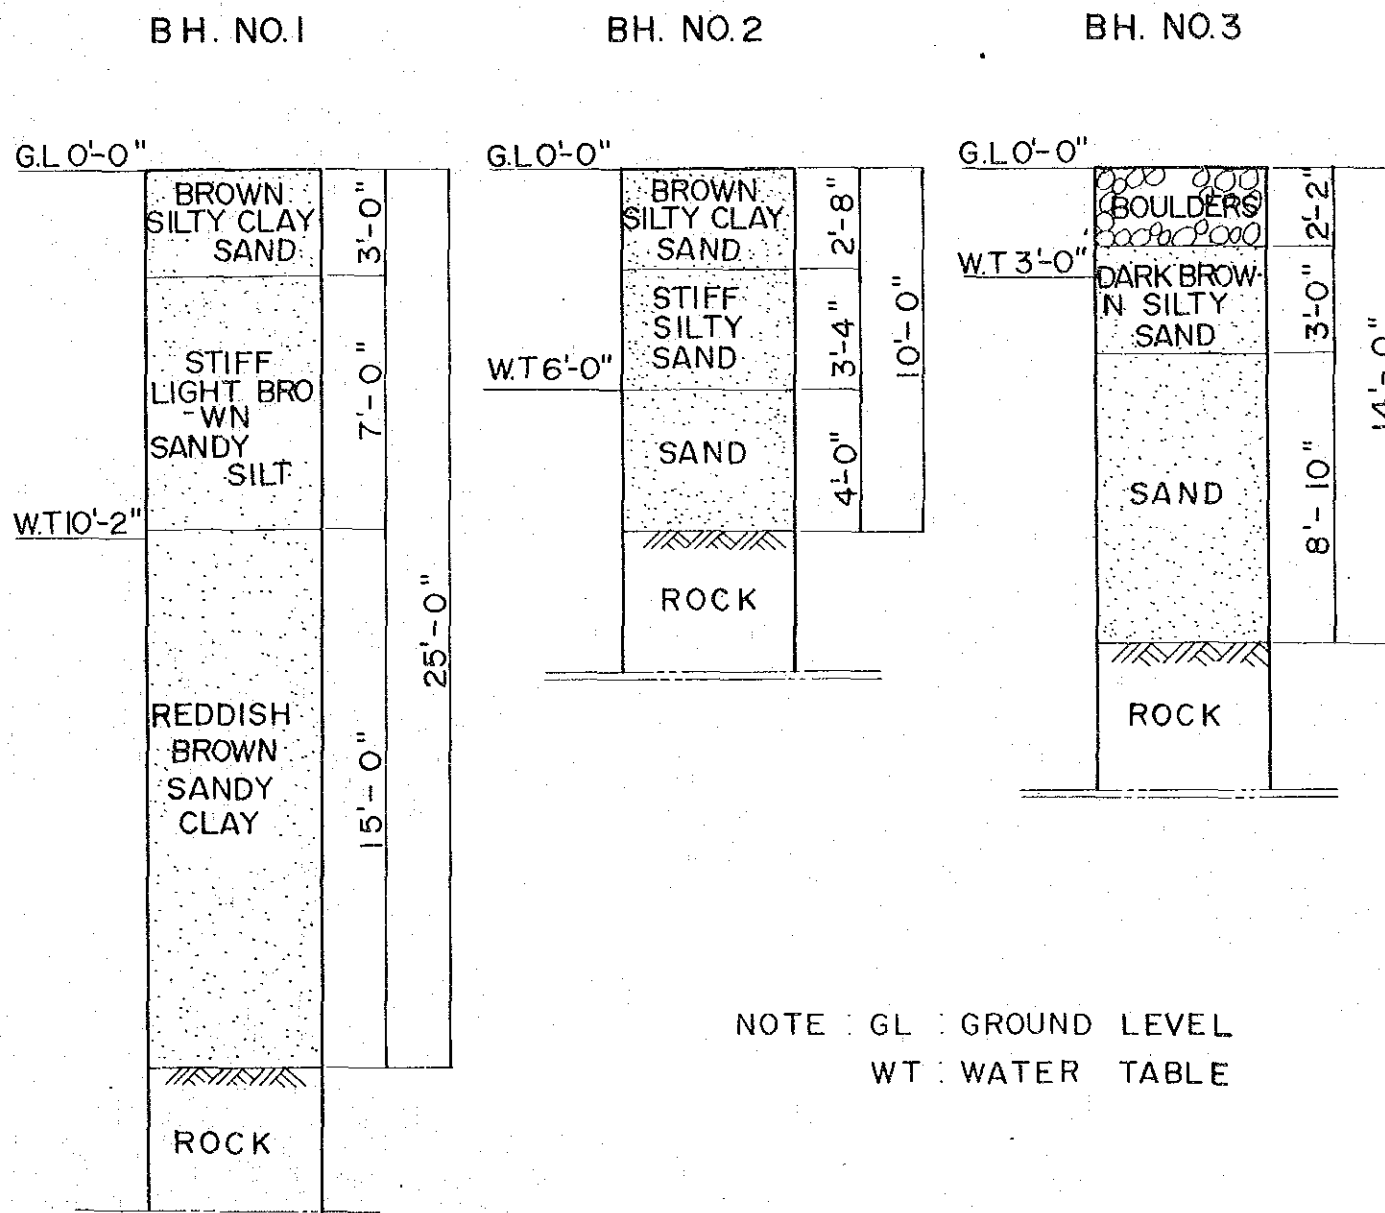 BH. NO.1
G.L 0'-0"
BROWN
SILTY CLAY
SAND
3'-0"
STIFF
LIGHT BRO
-WN
SANDY
SILT
7'-0"
W.T 10'-2"
REDDISH
BROWN
SANDY
CLAY
15'-0"
25'-0"
ROCK
BH. NO.2
G.L 0'-0"
BROWN
SILTY CLAY
SAND
2'-8"
STIFF
SILTY
SAND
3'-4"
W.T 6'-0"
SAND
4'-0"
10'-0"
ROCK
BH. NO.3
G.L 0'-0"
BOULDERS
2'-2"
W.T 3'-0"
DARK BROW-
N SILTY
SAND
3'-0"
SAND
8'-10"
14'-0"
ROCK
NOTE : GL : GROUND LEVEL
WT : WATER TABLE